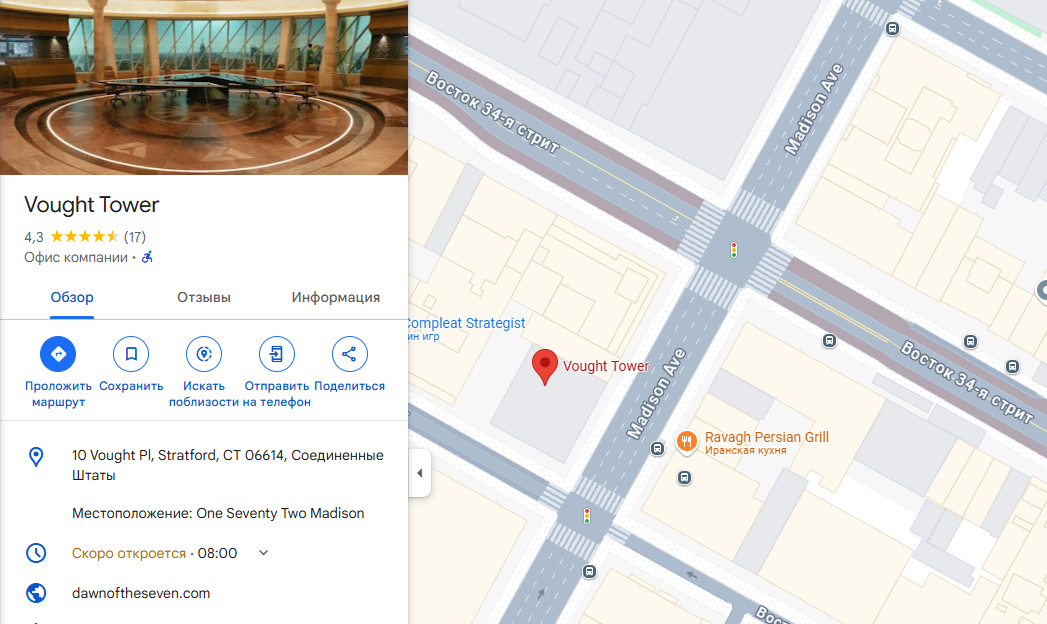 Vought Tower
4,3 (17)
Офис компании ·
Обзор
Отзывы
Информация
Проложить маршрут
Сохранить
Искать поблизости
Отправить на телефон
Поделиться
10 Vought Pl, Stratford, CT 06614, Соединенные
Штаты
Местоположение: One Seventy Two Madison
Скоро откроется · 08:00
dawnoftheseven.com
Восток 34-я стрит
Madison Ave
Compleat Strategist
ин игр
Vought Tower
Madison Ave
Восток 34-я стрит
Ravagh Persian Grill
Иранская кухня